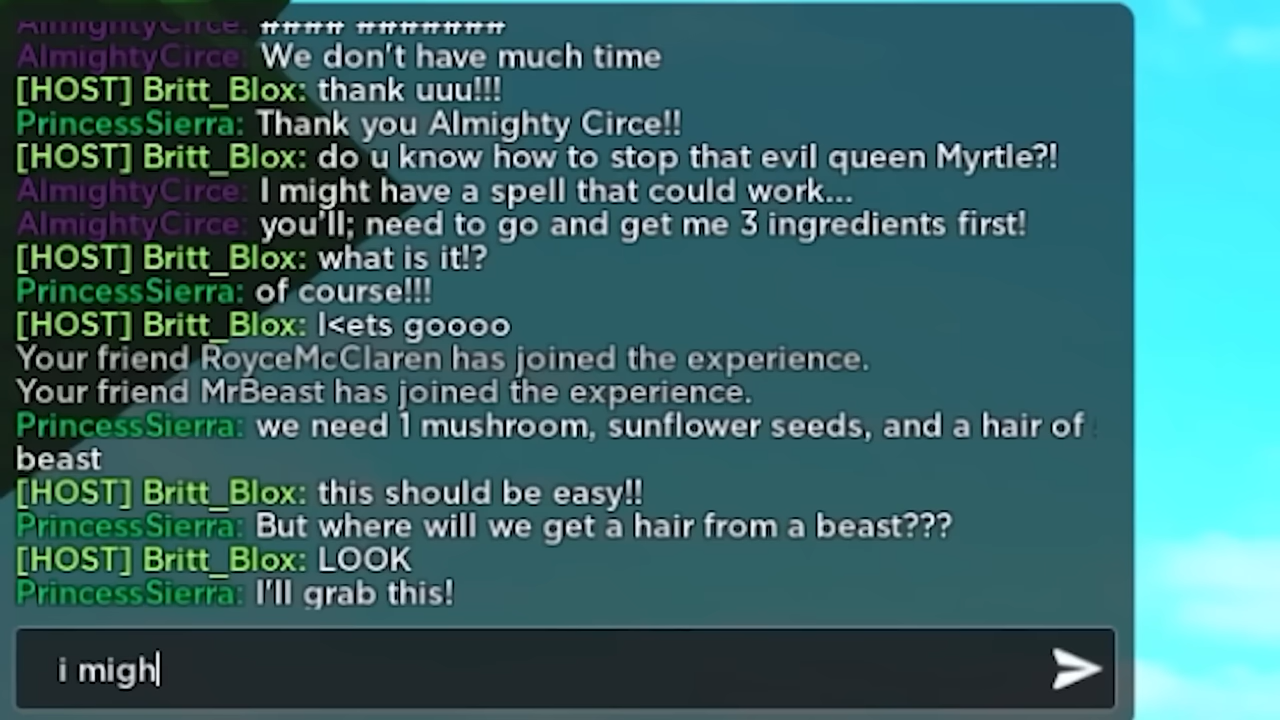 AlmightyCirce: #### #######
AlmightyCirce: We don't have much time
[HOST] Britt_Blox: thank uuu!!!
PrincessSierra: Thank you Almighty Circe!!
[HOST] Britt_Blox: do u know how to stop that evil queen Myrtle?!
AlmightyCirce: I might have a spell that could work...
AlmightyCirce: you'll; need to go and get me 3 ingredients first!
[HOST] Britt_Blox: what is it!?
PrincessSierra: of course!!!
[HOST] Britt_Blox: l<ets goooo
Your friend RoyceMcClaren has joined the experience.
Your friend MrBeast has joined the experience.
PrincessSierra: we need 1 mushroom, sunflower seeds, and a hair of
beast
[HOST] Britt_Blox: this should be easy!!
PrincessSierra: But where will we get a hair from a beast???
[HOST] Britt_Blox: LOOK
PrincessSierra: I'll grab this!
i migh